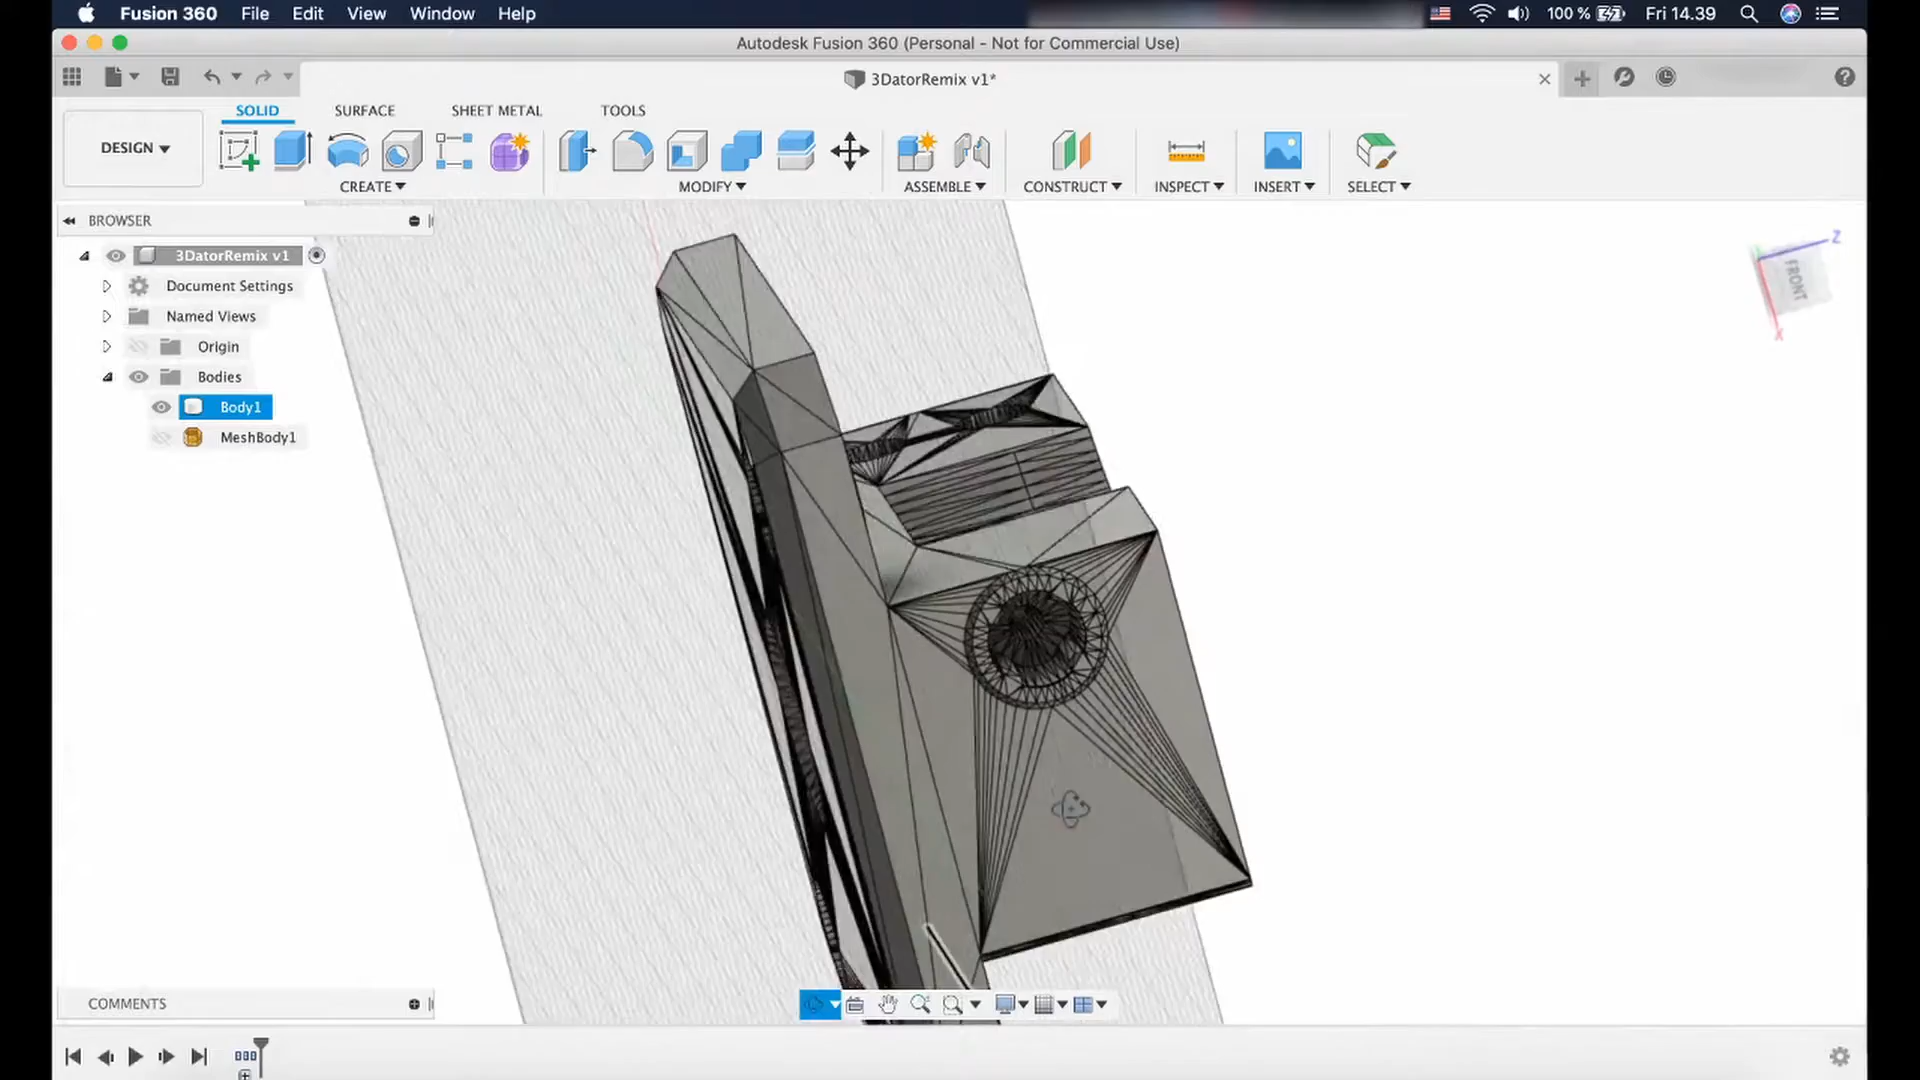 Fusion 360 File Edit View Window Help 100 % Fri 14.39
Autodesk Fusion 360 (Personal - Not for Commercial Use)
3DatorRemix v1*
SOLID SURFACE SHEET METAL TOOLS
DESIGN
CREATE MODIFY ASSEMBLE CONSTRUCT INSPECT INSERT SELECT
BROWSER
3DatorRemix v1
Document Settings
Named Views
Origin
Bodies
Body1
MeshBody1
Z
FRONT
X
COMMENTS